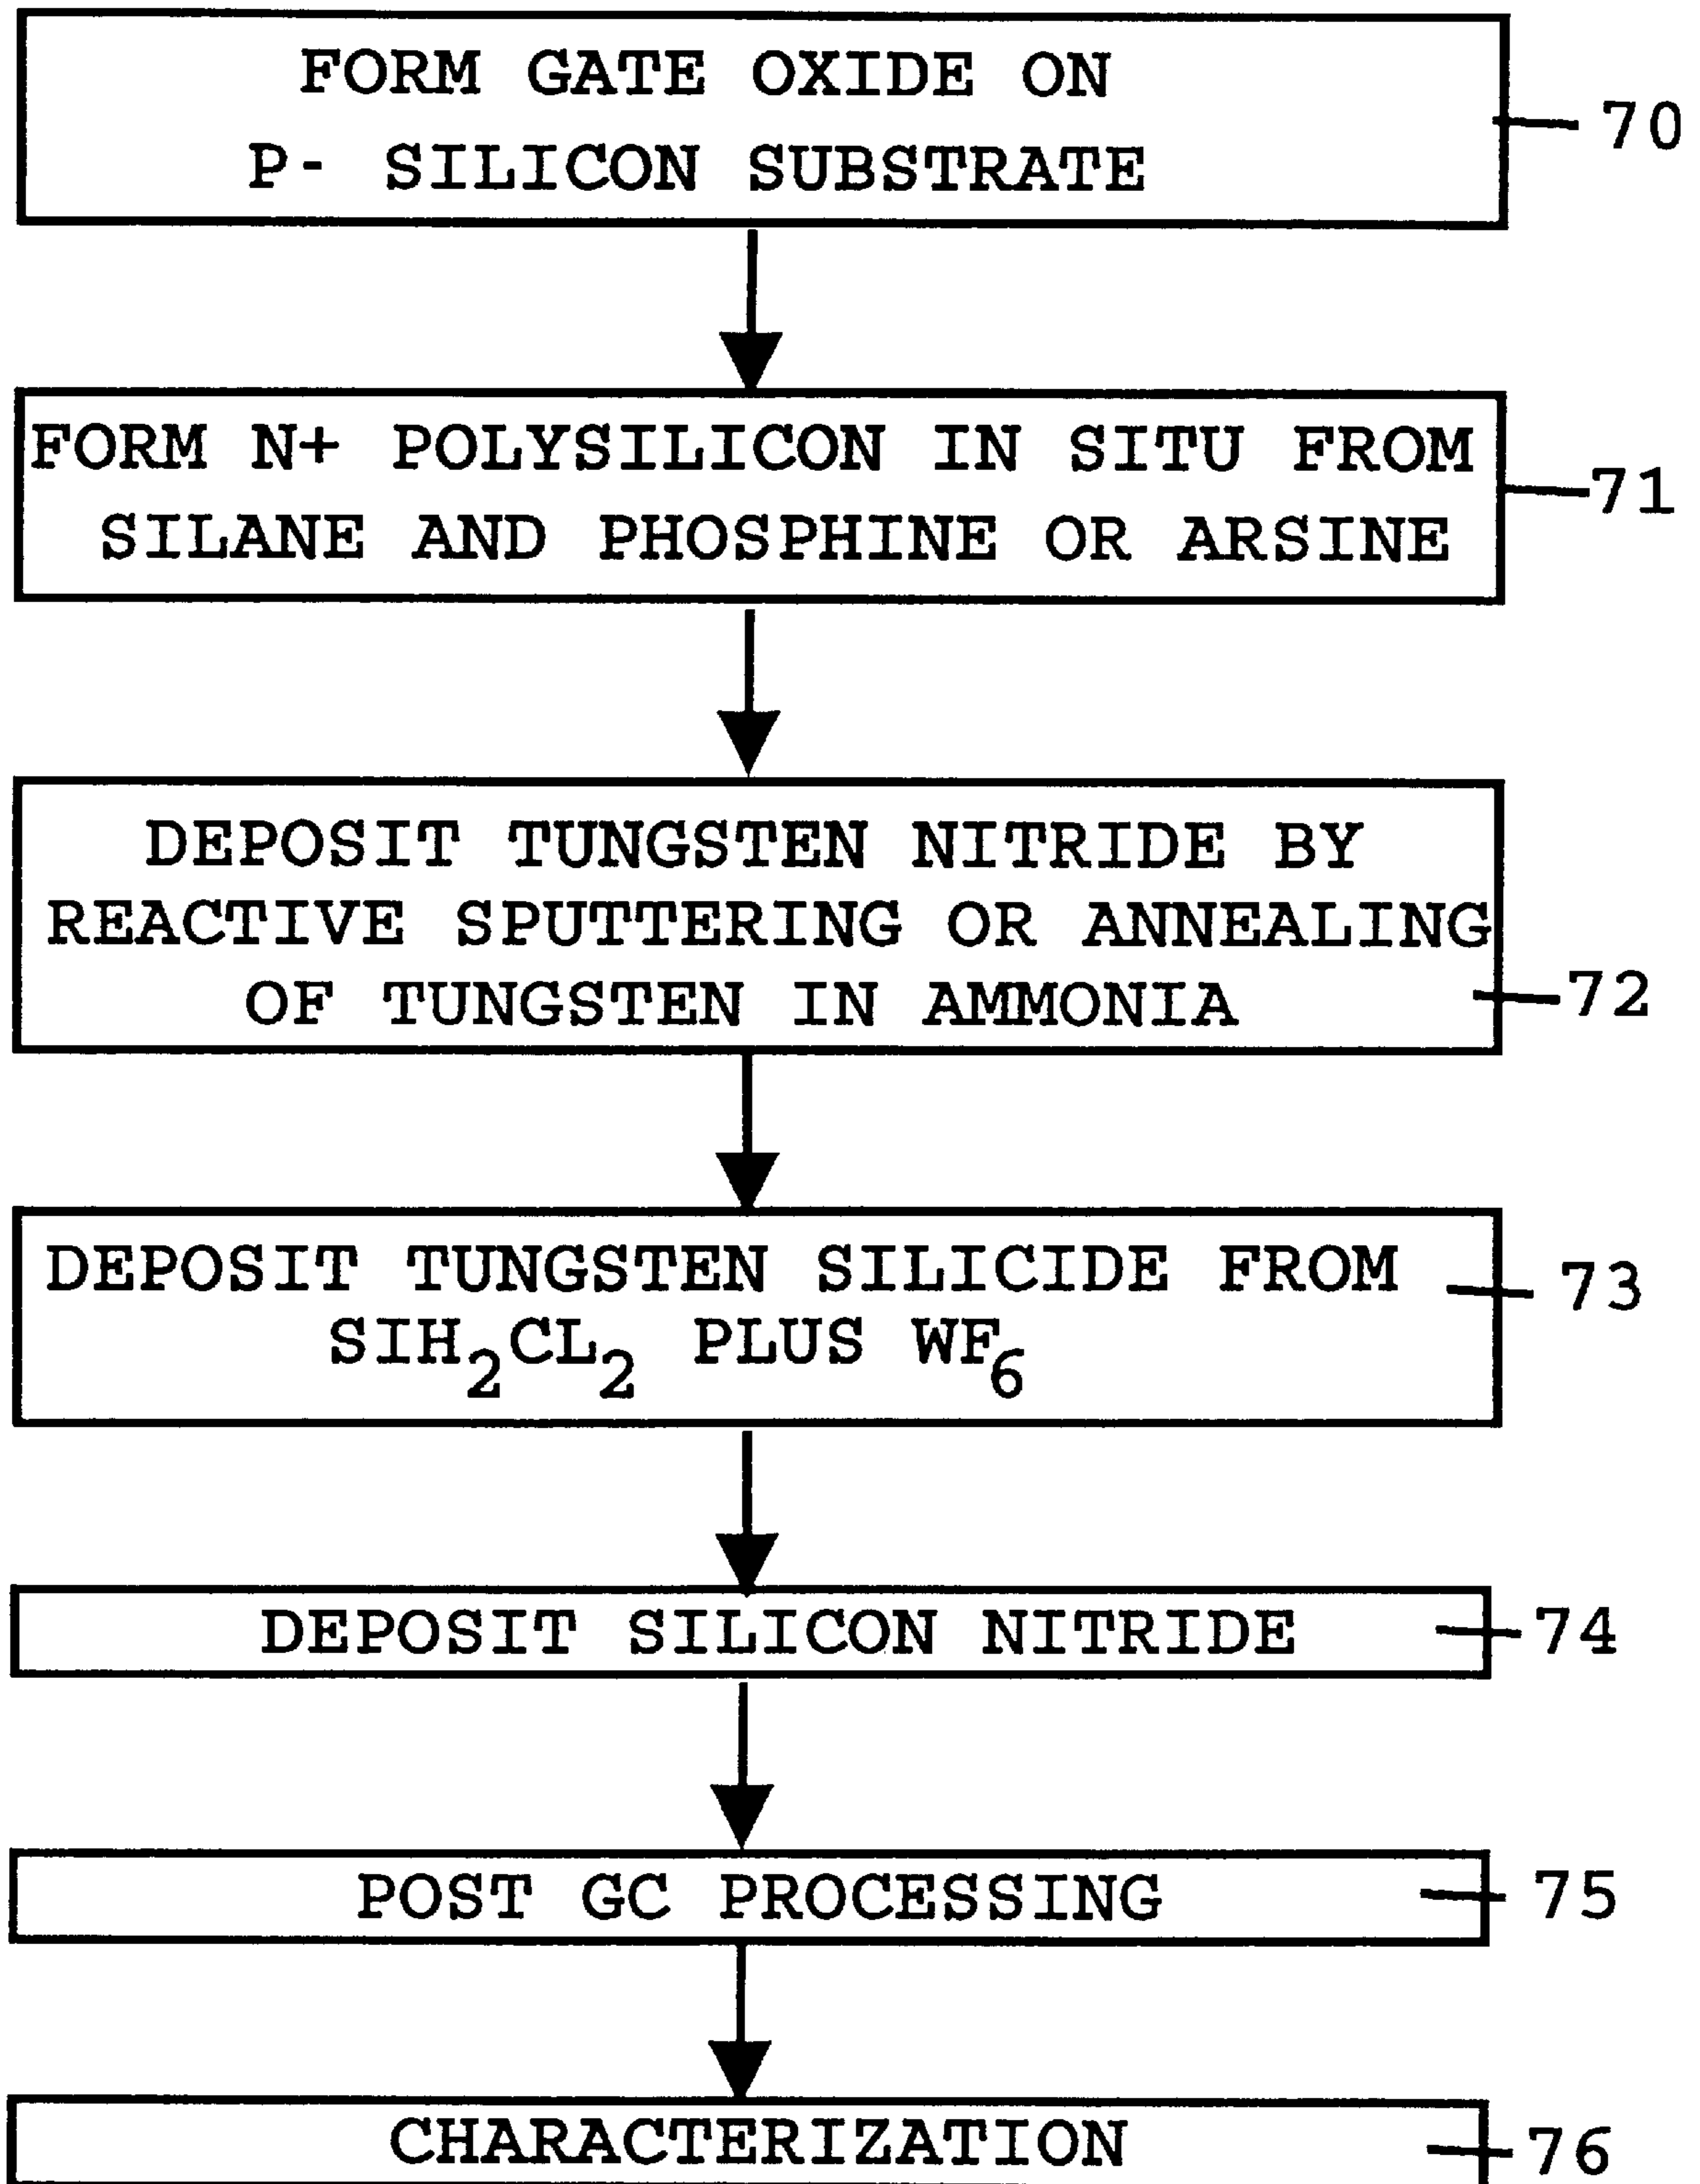 FORM GATE OXIDE ON
P- SILICON SUBSTRATE
70
FORM N+ POLYSILICON IN SITU FROM
SILANE AND PHOSPHINE OR ARSINE
71
DEPOSIT TUNGSTEN NITRIDE BY
REACTIVE SPUTTERING OR ANNEALING
OF TUNGSTEN IN AMMONIA
72
DEPOSIT TUNGSTEN SILICIDE FROM
SIH₂CL₂ PLUS WF₆
73
DEPOSIT SILICON NITRIDE
74
POST GC PROCESSING
75
CHARACTERIZATION
76